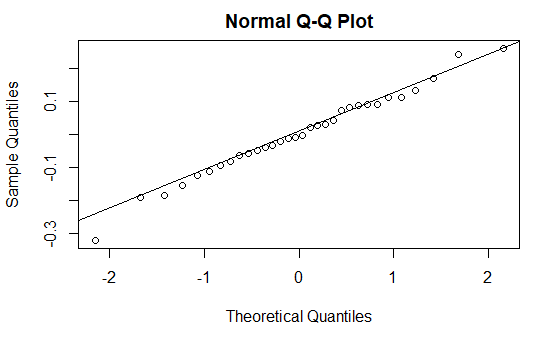 Normal Q-Q Plot
Sample Quantiles
0.1
-0.1
-0.3
-2
-1
0
1
2
Theoretical Quantiles